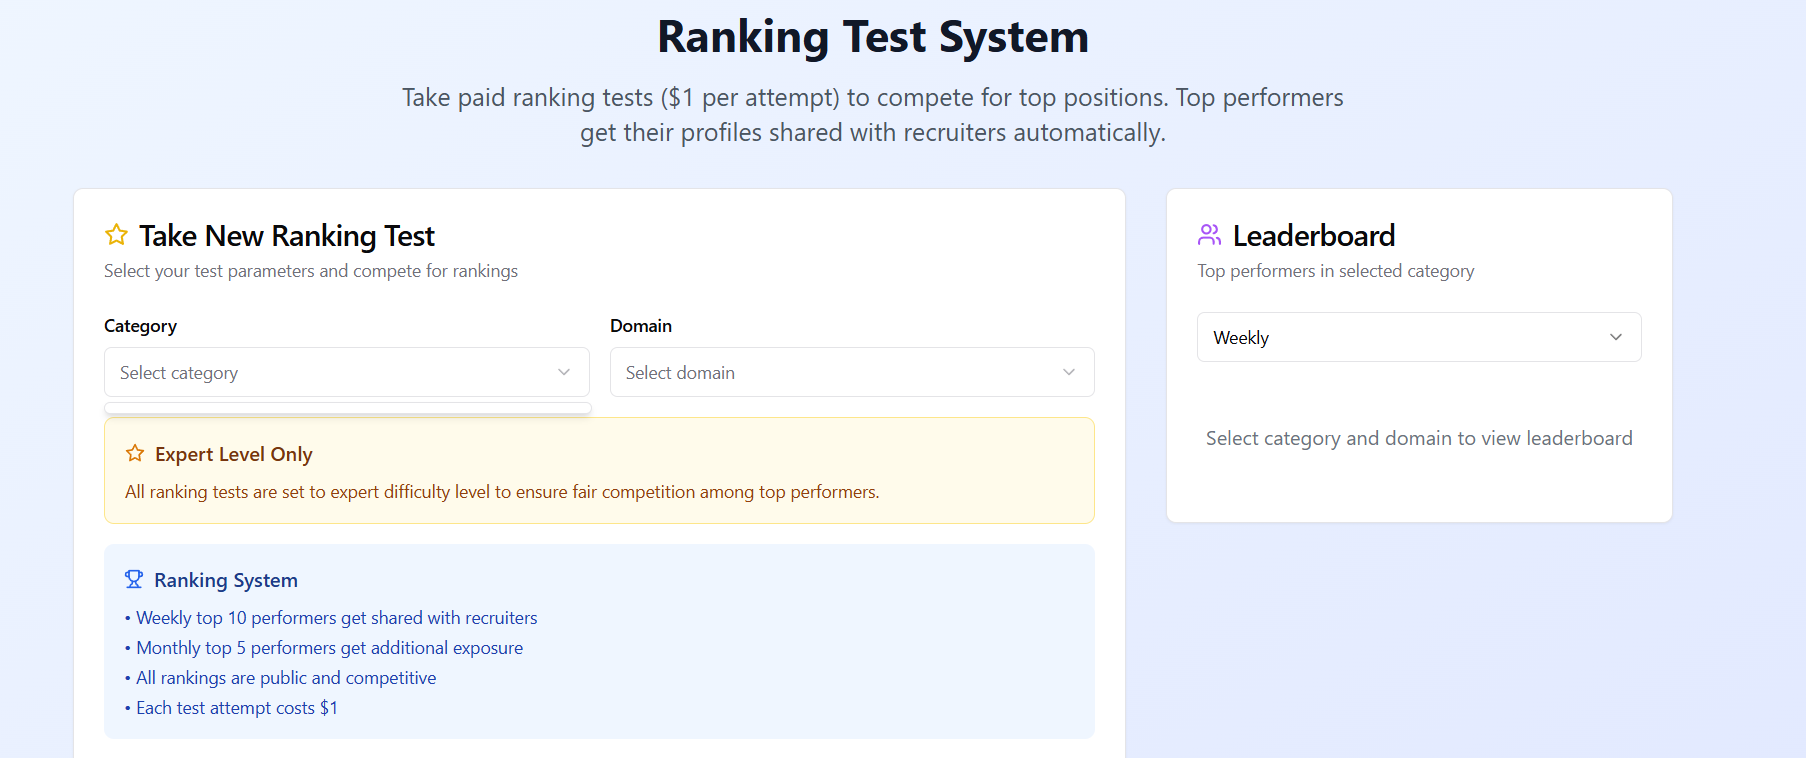 Ranking Test System
Take paid ranking tests ($1 per attempt) to compete for top positions. Top performers
get their profiles shared with recruiters automatically.
Take New Ranking Test
Select your test parameters and compete for rankings
Category
Domain
Select category
Select domain
Expert Level Only
All ranking tests are set to expert difficulty level to ensure fair competition among top performers.
Ranking System
• Weekly top 10 performers get shared with recruiters
• Monthly top 5 performers get additional exposure
• All rankings are public and competitive
• Each test attempt costs $1
Leaderboard
Top performers in selected category
Weekly
Select category and domain to view leaderboard